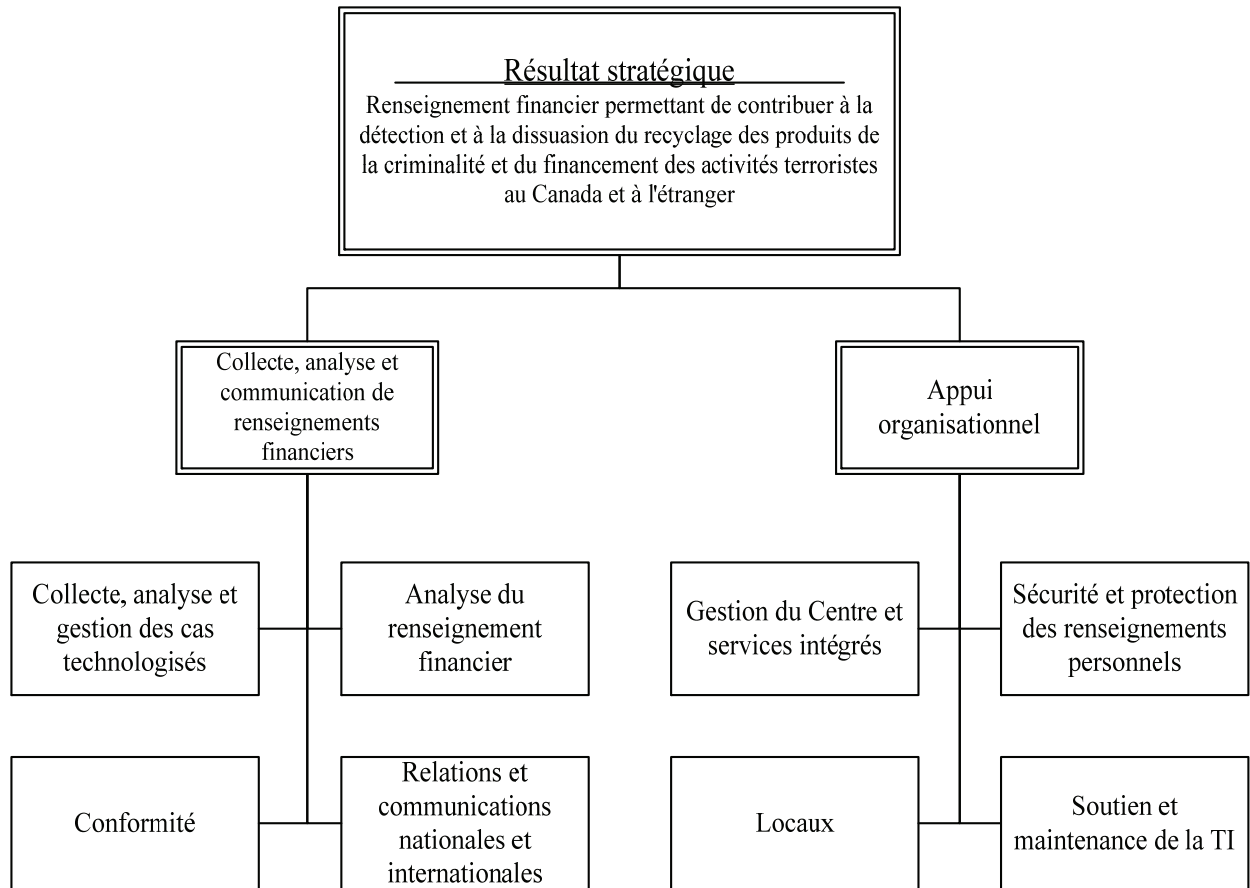 Résultat stratégique
Renseignement financier permettant de contribuer à la
détection et à la dissuasion du recyclage des produits de
la criminalité et du financement des activités terroristes
au Canada et à l'étranger
Collecte, analyse et
communication de
renseignements
financiers
Appui
organisationnel
Collecte, analyse et
gestion des cas
technologisés
Analyse du
renseignement
financier
Gestion du Centre et
services intégrés
Sécurité et protection
des renseignements
personnels
Conformité
Relations et
communications
nationales et
internationales
Locaux
Soutien et
maintenance de la TI